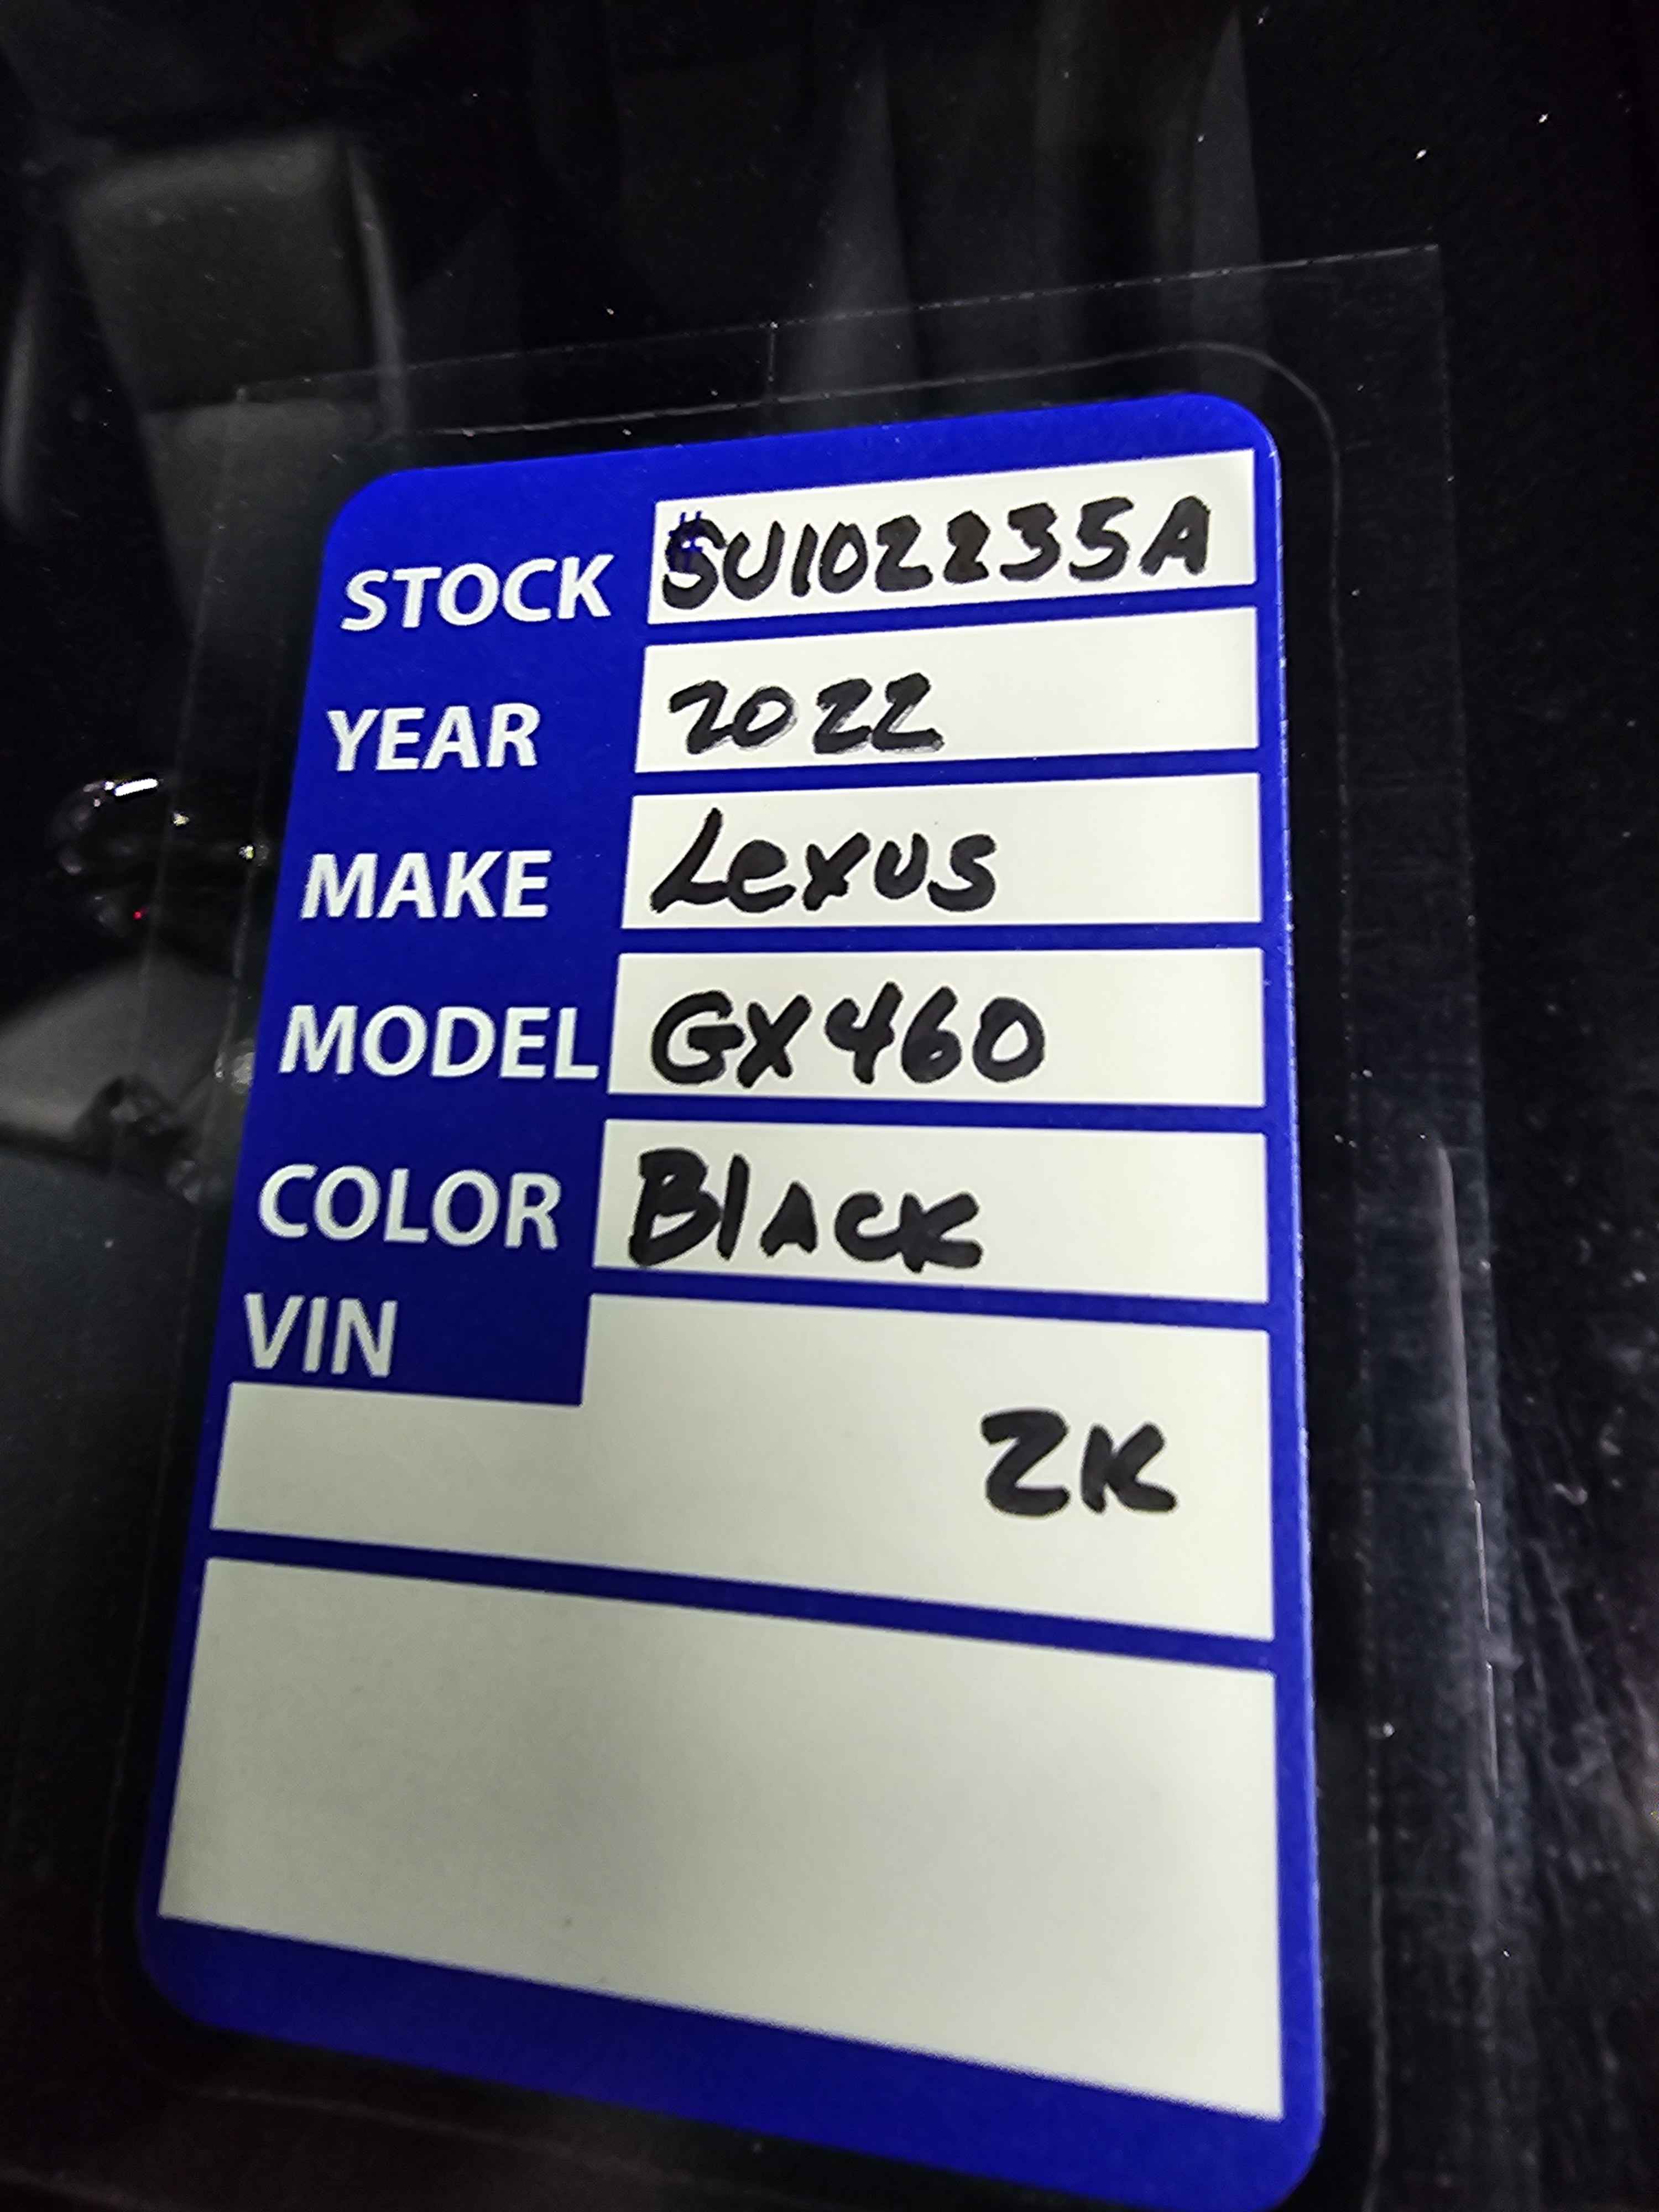 STOCK # SU102235A
YEAR 2022
MAKE Lexus
MODEL GX460
COLOR BlACK
VIN
2K